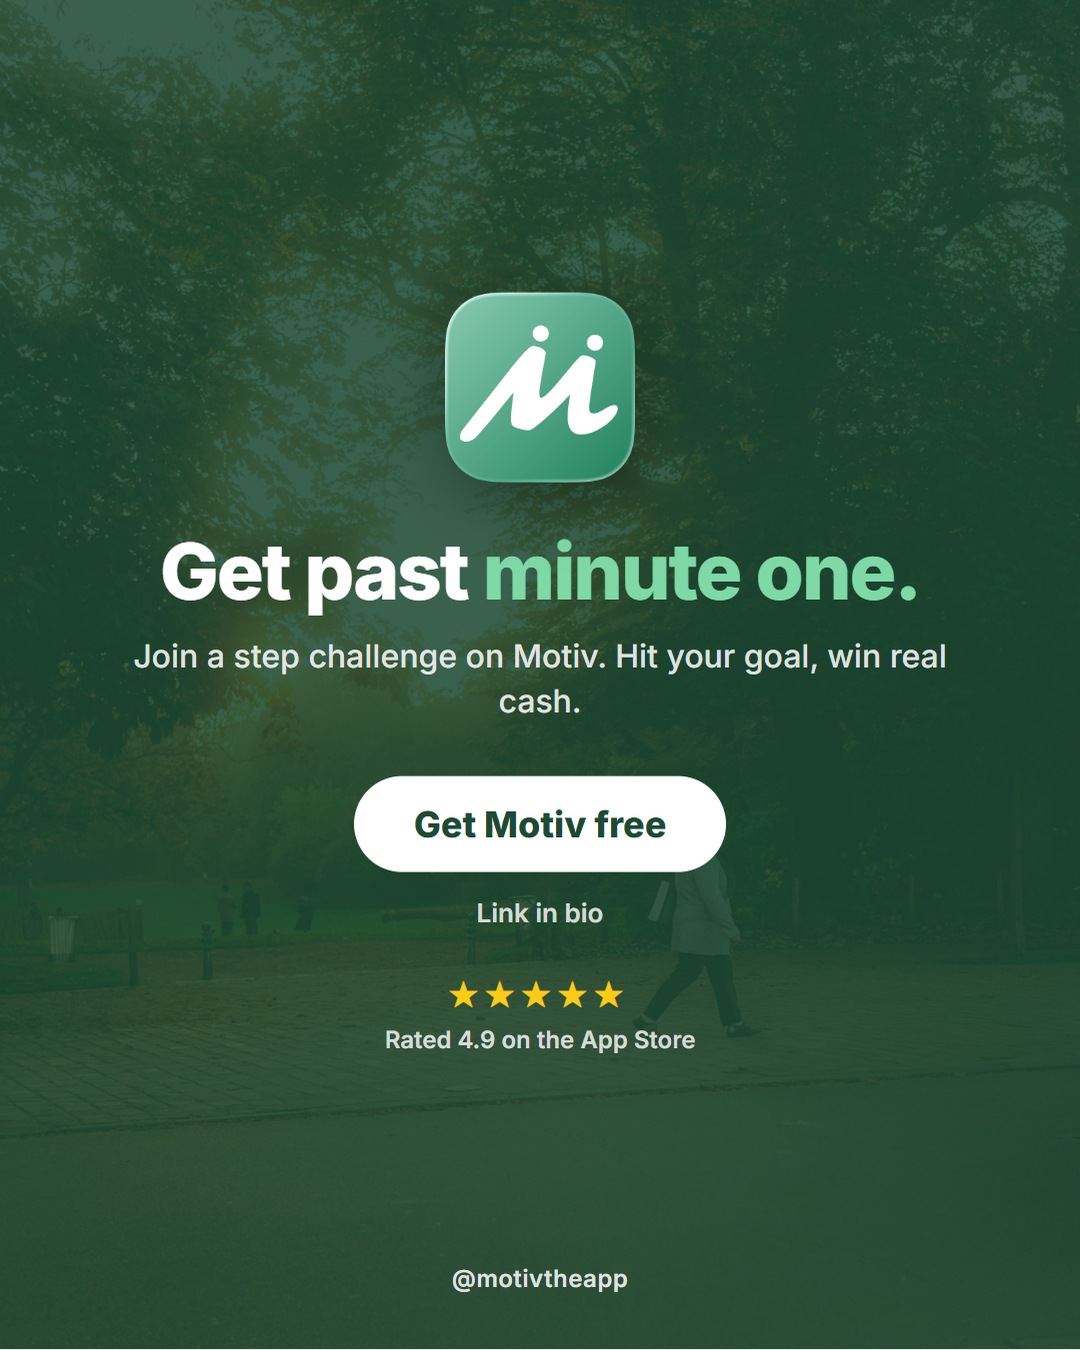 Get past minute one.
Join a step challenge on Motiv. Hit your goal, win real
cash.
Get Motiv free
Link in bio
★★★★★
Rated 4.9 on the App Store
@motivtheapp